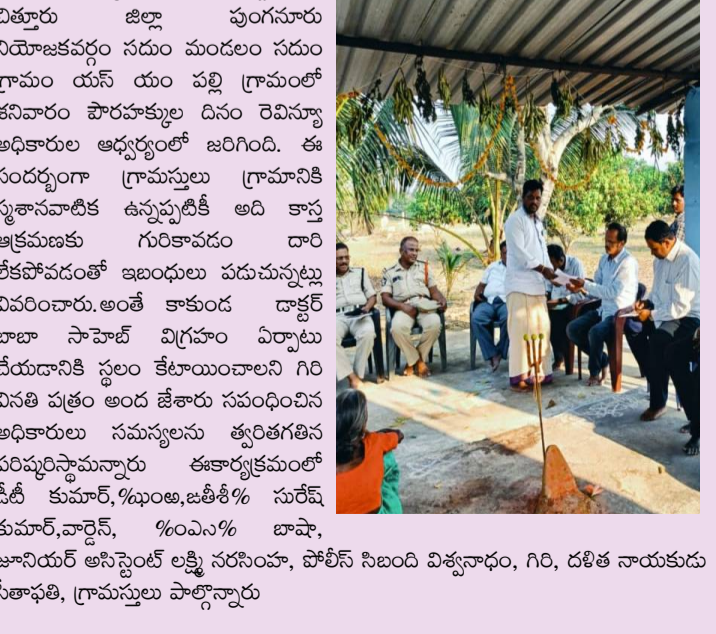 చిత్తూరు జిల్లా పుంగనూరు
నియోజకవర్గం సదుం మండలం సదుం
గ్రామం యస్ యం పల్లి గ్రామంలో
శనివారం పౌరహక్కుల దినం రెవిన్యూ
అధికారుల ఆధ్వర్యంలో జరిగింది. ఈ
సందర్బంగా గ్రామస్తులు గ్రామానికి
స్మశానవాటిక ఉన్నప్పటికీ అది కాస్త
ఆక్రమణకు గురికావడం దారి
లేకపోవడంతో ఇబంధులు పడుచున్నట్లు
వివరించారు.అంతే కాకుండ డాక్టర్
బాబా సాహెబ్ విగ్రహం ఏర్పాటు
చేయడానికి స్థలం కేటాయించాలని గిరి
వినతి పత్రం అంద జేశారు సపంధించిన
అధికారులు సమస్యలను త్వరితగతిన
పరిష్కరిస్తామన్నారు ఈకార్యక్రమంలో
డీటీ కుమార్,%ఘంఅ,జతీశీ% సురేష్
కుమార్,వార్డెన్, %ంఎస% బాషా,
జూనియర్ అసిస్టెంట్ లక్ష్మి నరసింహ, పోలీస్ సిబంది విశ్వనాధం, గిరి, దళిత నాయకుడు
సీతాఫతి, గ్రామస్తులు పాల్గొన్నారు